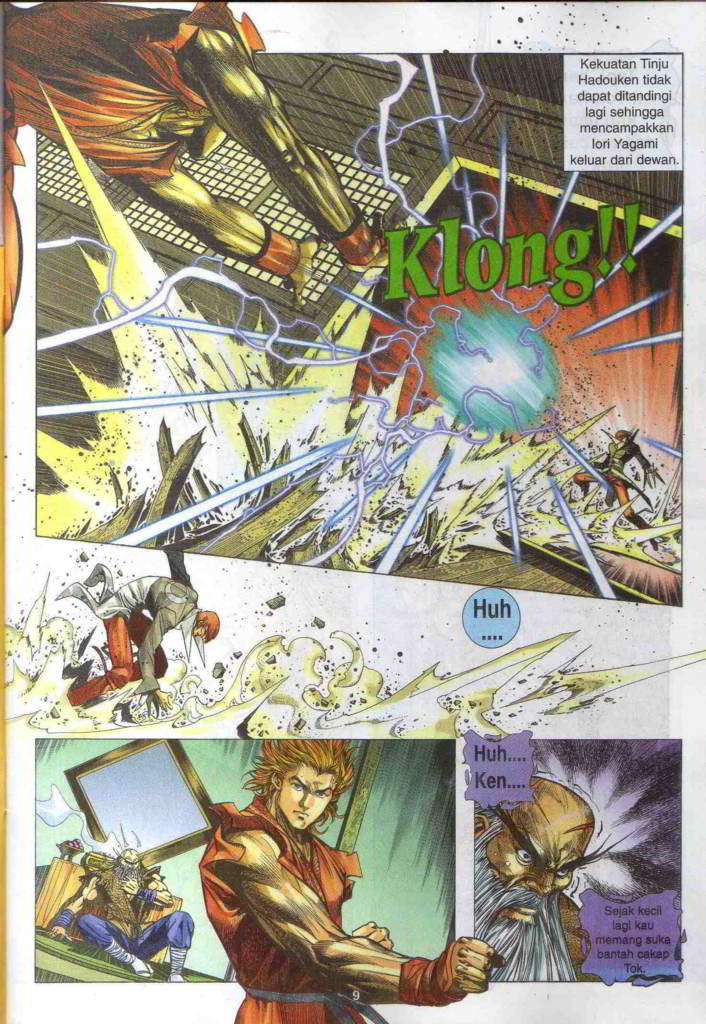 Kekuatan Tinju
Hadouken tidak
dapat ditandingi
lagi sehingga
mencampakkan
Iori Yagami
keluar dari dewan.
Klong!!
Huh
....
Huh....
Ken....
Sejak kecil
lagi kau
memang suka
bantah cakap
Tok.
9